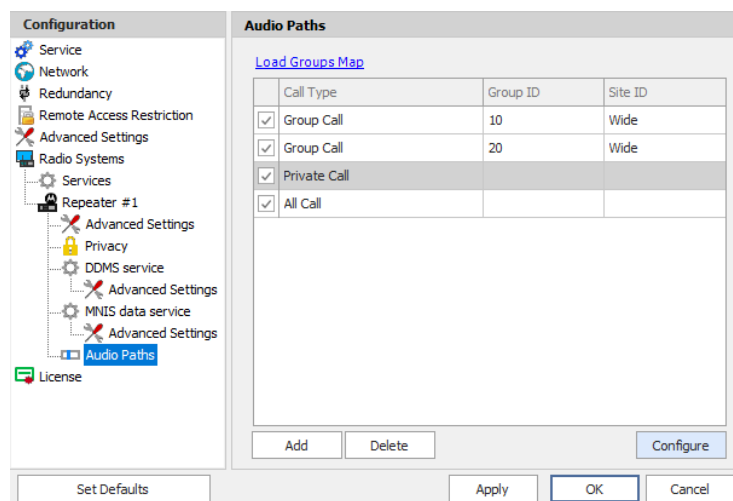 Configuration
Service
Network
Redundancy
Remote Access Restriction
Advanced Settings
Radio Systems
Services
Repeater #1
Advanced Settings
Privacy
DDMS service
Advanced Settings
MNIS data service
Advanced Settings
Audio Paths
License
Audio Paths
Load Groups Map
Call Type Group ID Site ID
Group Call 10 Wide
Group Call 20 Wide
Private Call
All Call
Add Delete Configure
Set Defaults Apply OK Cancel